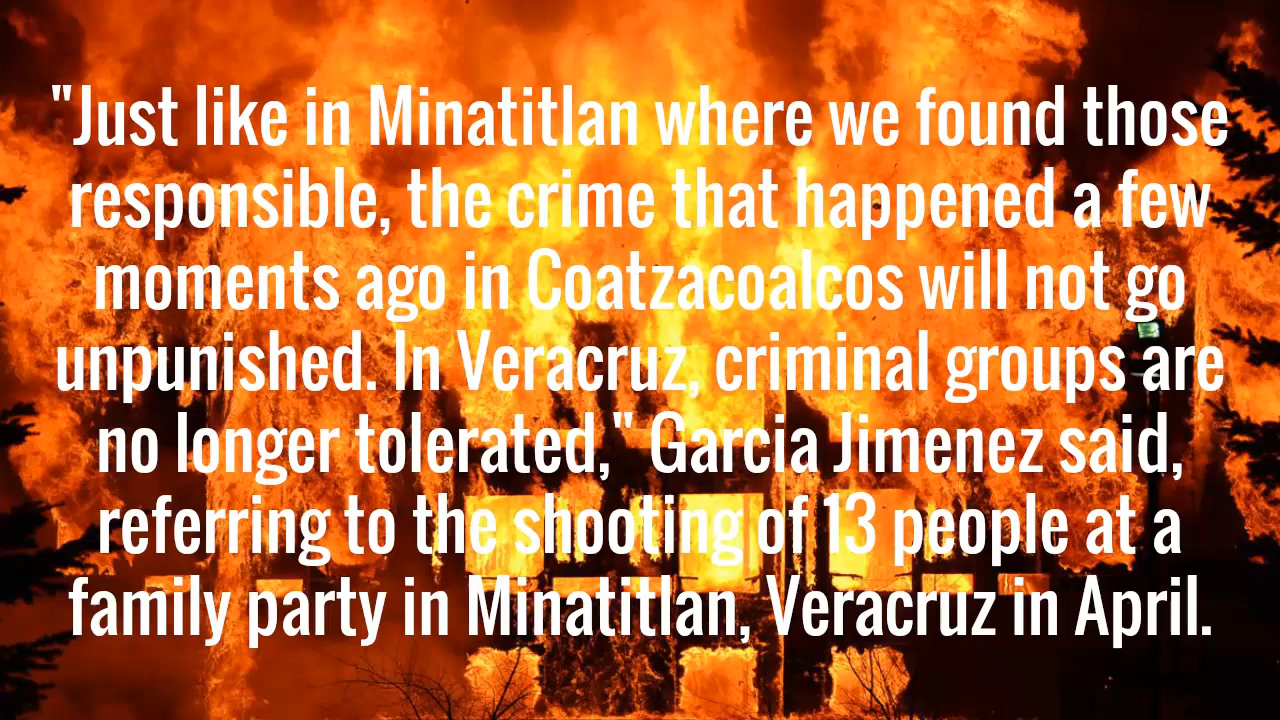 "Just like in Minatitlan where we found those
responsible, the crime that happened a few
moments ago in Coatzacoalcos will not go
unpunished. In Veracruz, criminal groups are
no longer tolerated," Garcia Jimenez said,
referring to the shooting of 13 people at a
family party in Minatitlan, Veracruz in April.